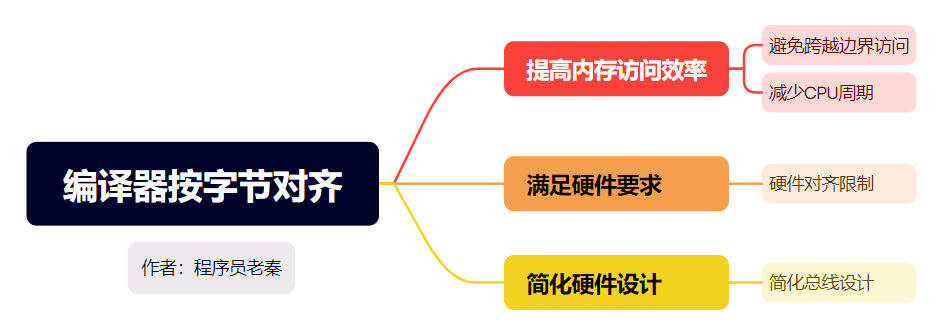 编译器按字节对齐
作者：程序员老秦
提高内存访问效率
避免跨越边界访问
减少CPU周期
满足硬件要求
硬件对齐限制
简化硬件设计
简化总线设计